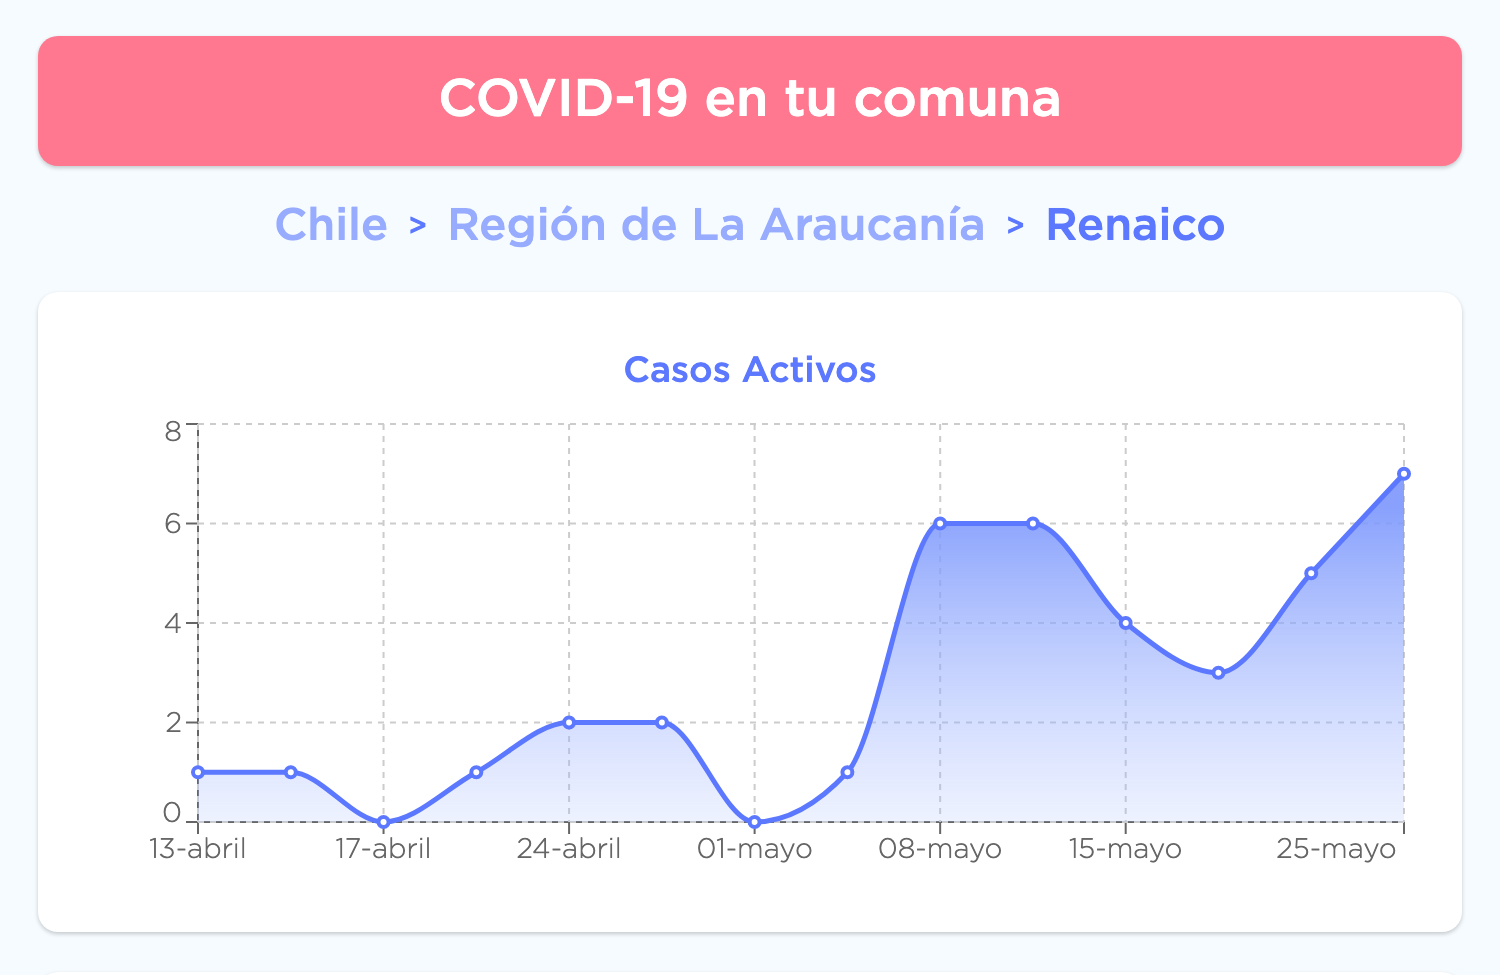 COVID-19 en tu comuna
Chile > Región de La Araucanía > Renaico
Casos Activos
8
6
4
2
0
13-abril 17-abril 24-abril 01-mayo 08-mayo 15-mayo 25-mayo